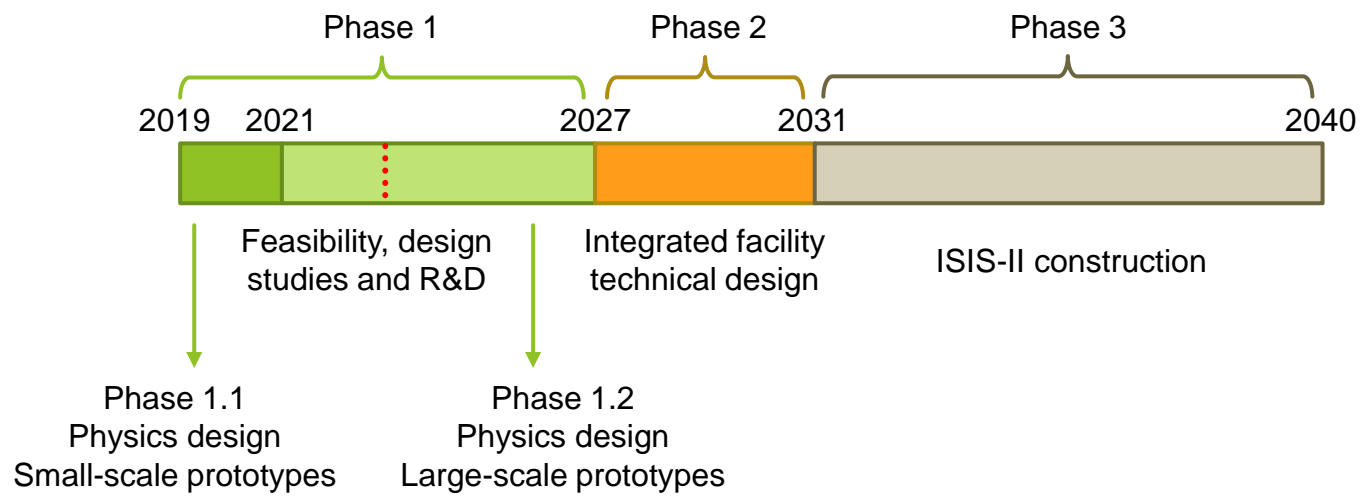 Phase 1
Phase 2
Phase 3
2019
2021
2027
2031
2040
Feasibility, design
studies and R&D
Integrated facility
technical design
ISIS-II construction
Phase 1.1
Physics design
Small-scale prototypes
Phase 1.2
Physics design
Large-scale prototypes